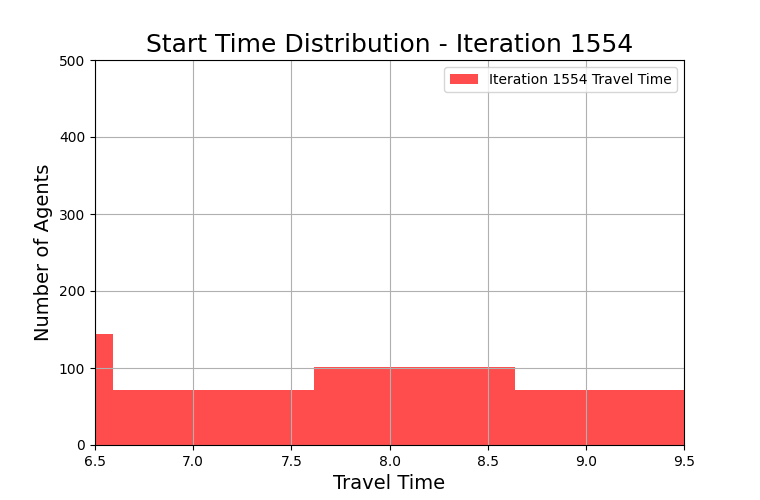 Start Time Distribution - Iteration 1554
Iteration 1554 Travel Time
Number of Agents
500
400
300
200
100
0
6.5 7.0 7.5 8.0 8.5 9.0 9.5
Travel Time